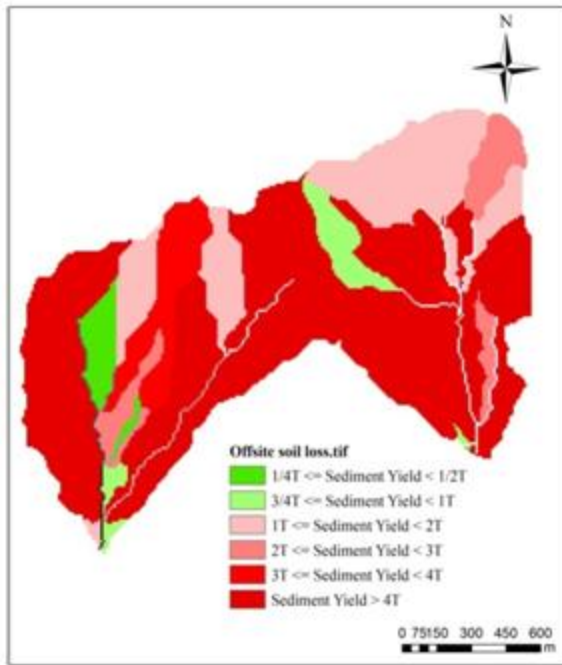 N
Offsite soil loss.tif
1/4T <= Sediment Yield < 1/2T
3/4T <= Sediment Yield < 1T
1T <= Sediment Yield < 2T
2T <= Sediment Yield < 3T
3T <= Sediment Yield < 4T
Sediment Yield > 4T
0 75150 300 450 600
m